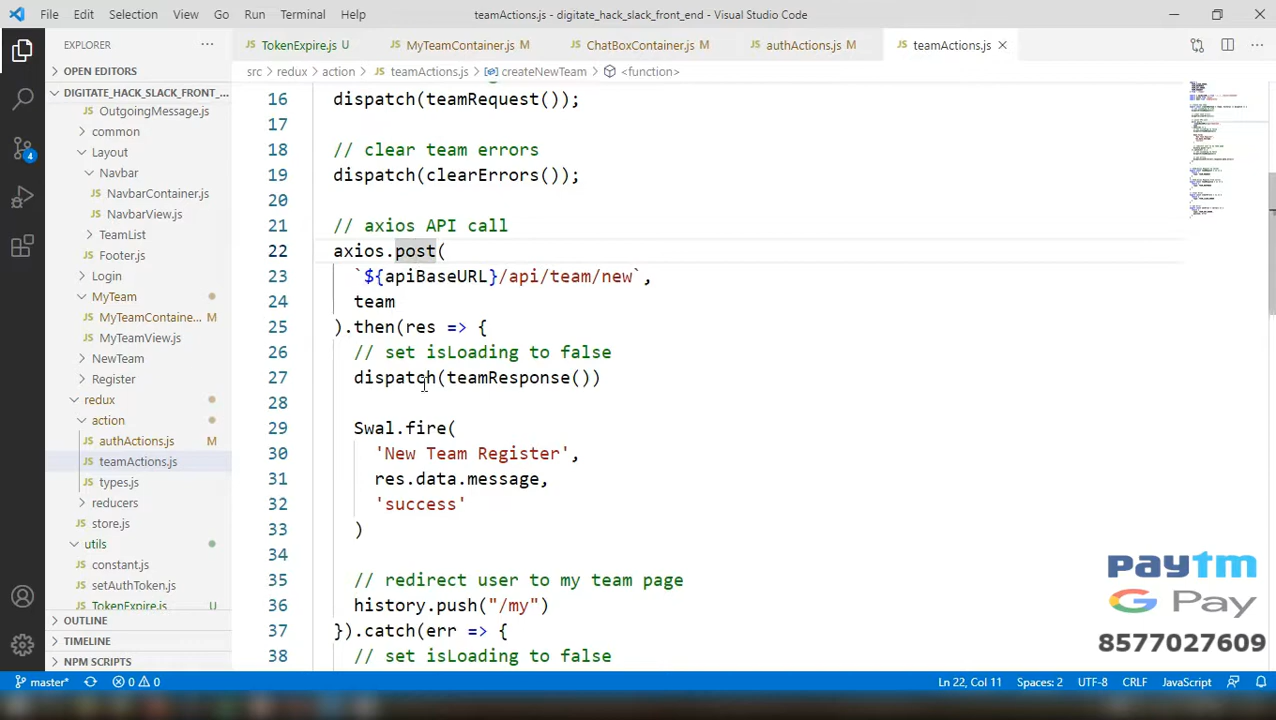 File Edit Selection View Go Run Terminal Help
teamActions.js - digitate_hack_slack_front_end - Visual Studio Code
EXPLORER
TokenExpire.js U
MyTeamContainer.js M
ChatBoxContainer.js M
authActions.js M
teamActions.js
OPEN EDITORS
src > redux > action > teamActions.js > createNewTeam > <function>
DIGITATE_HACK_SLACK_FRONT_...
OutgoingMessage.js
common
Layout
Navbar
NavbarContainer.js
NavbarView.js
TeamList
Footer.js
Login
MyTeam
MyTeamContaine... M
MyTeamView.js
NewTeam
Register
redux
action
authActions.js M
teamActions.js
types.js
reducers
store.js
utils
constant.js
setAuthToken.js
TokenExpire.js U
OUTLINE
TIMELINE
NPM SCRIPTS
4
16 dispatch(teamRequest());
17
18 // clear team errors
19 dispatch(clearErrors());
20
21 // axios API call
22 axios.post(
23 `${apiBaseURL}/api/team/new`,
24 team
25 ).then(res => {
26 // set isLoading to false
27 dispatch(teamResponse())
28
29 Swal.fire(
30 'New Team Register',
31 res.data.message,
32 'success'
33 )
34
35 // redirect user to my team page
36 history.push("/my")
37 }).catch(err => {
38 // set isLoading to false
paytm
G Pay
8577027609
master* 0 0 Ln 22, Col 11 Spaces: 2 UTF-8 CRLF JavaScript